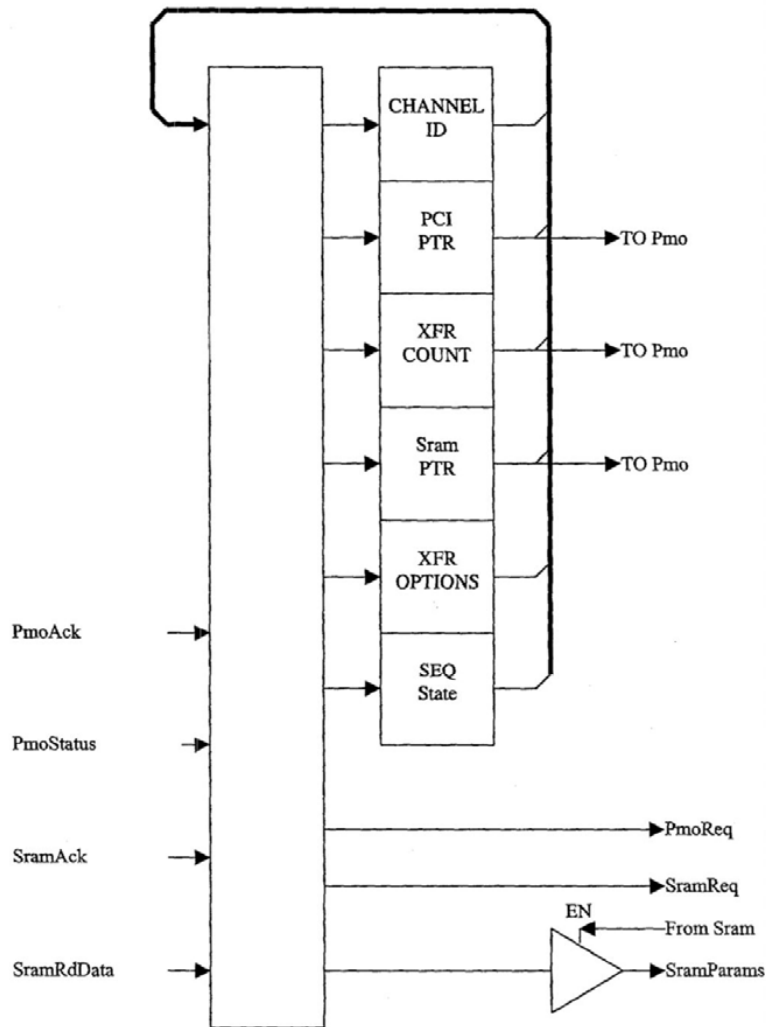 CHANNEL
ID
PCI
PTR
TO Pmo
XFR
COUNT
TO Pmo
Sram
PTR
TO Pmo
XFR
OPTIONS
PmoAck
SEQ
State
PmoStatus
PmoReq
SramAck
SramReq
EN
From Sram
SramRdData
SramParams